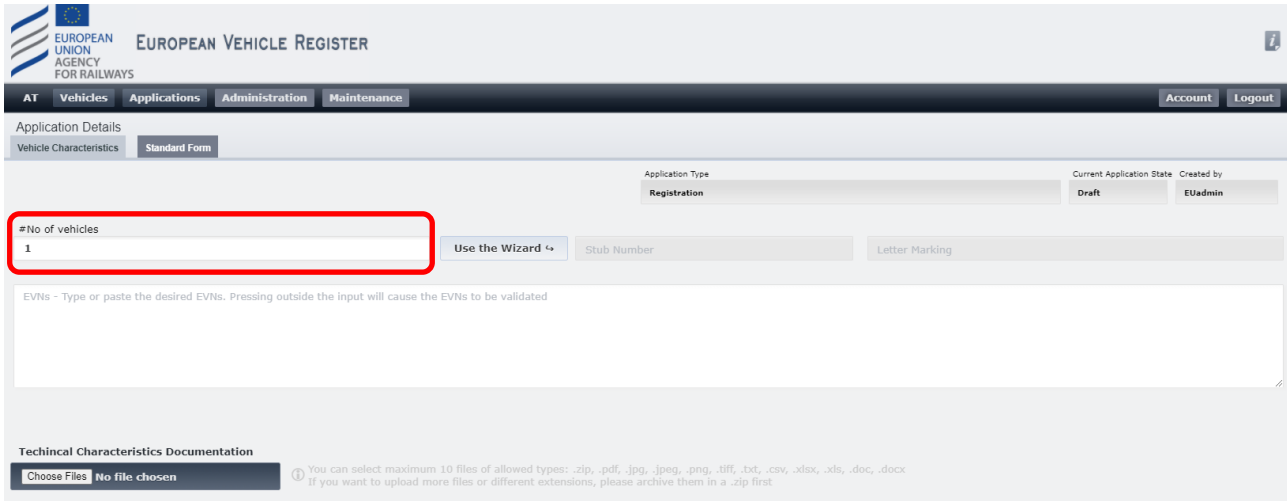 EUROPEAN
UNION
AGENCY
FOR RAILWAYS
EUROPEAN VEHICLE REGISTER
i
AT Vehicles Applications Administration Maintenance Account Logout
Application Details
Vehicle Characteristics Standard Form
Application Type Current Application State Created by
Registration Draft EUadmin
#No of vehicles
1 Use the Wizard ↪ Stub Number Letter Marking
EVNs - Type or paste the desired EVNs. Pressing outside the input will cause the EVNs to be validated
Techincal Characteristics Documentation
Choose Files No file chosen
You can select maximum 10 files of allowed types: .zip, .pdf, .jpg, .jpeg, .png, .tiff, .txt, .csv, .xlsx, .xls, .doc, .docx
If you want to upload more files or different extensions, please archive them in a .zip first